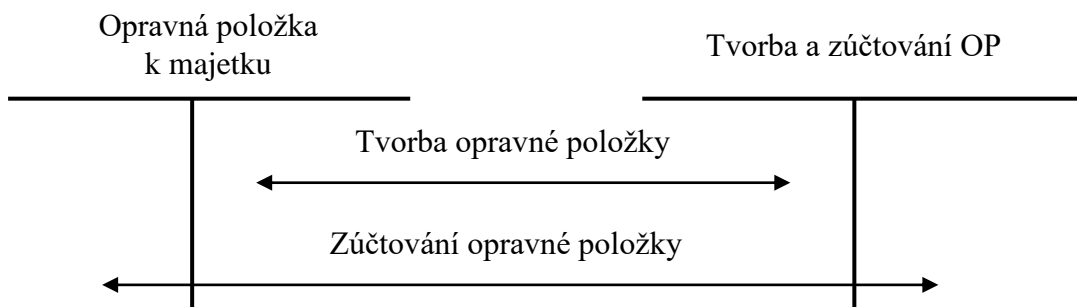 Opravná položka
k majetku
Tvorba a zúčtování OP
Tvorba opravné položky
Zúčtování opravné položky